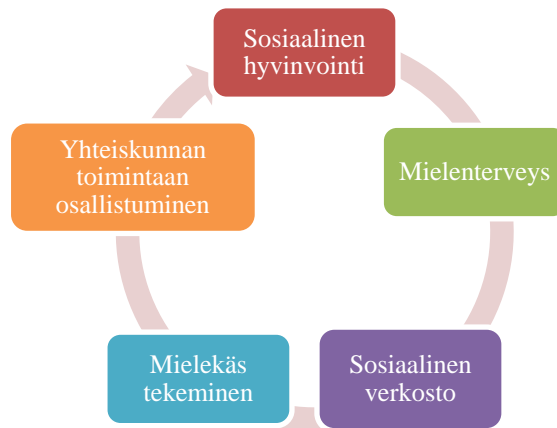 Sosiaalinen
hyvinvointi
Mielenterveys
Sosiaalinen
verkosto
Mielekäs
tekeminen
Yhteiskunnan
toimintaan
osallistuminen